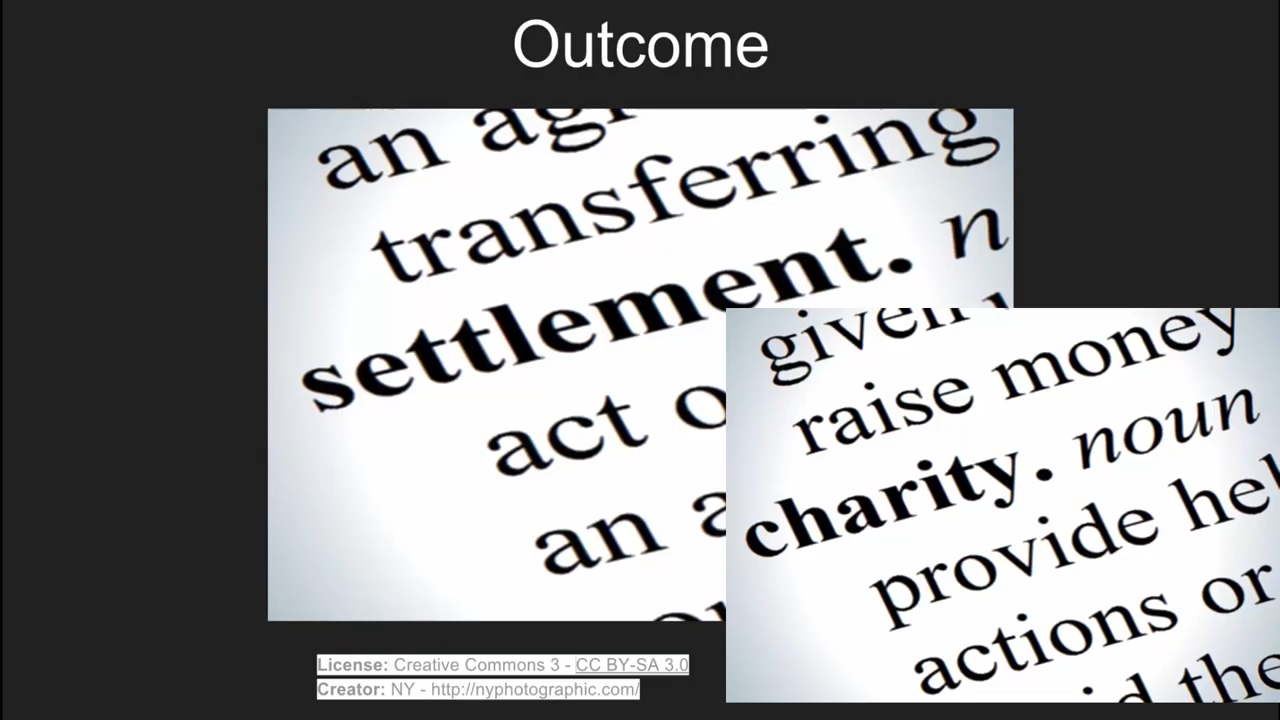 Outcome
an
transferring
settlement. n
act
an
given
raise money
charity. noun
provide
actions or
the
License: Creative Commons 3 - CC BY-SA 3.0
Creator: NY - http://nyphotographic.com/